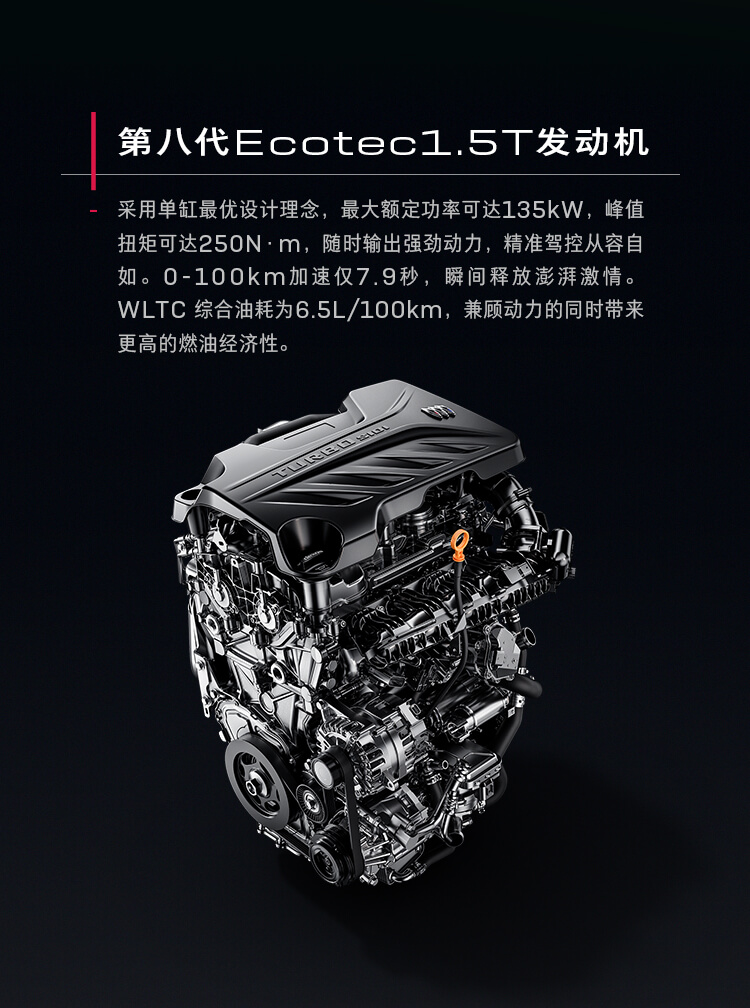 第八代Ecotec1.5T发动机
- 采用单缸最优设计理念，最大额定功率可达135kW，峰值
扭矩可达250N·m，随时输出强劲动力，精准驾控从容自
如。0-100km加速仅7.9秒，瞬间释放澎湃激情。
WLTC 综合油耗为6.5L/100km，兼顾动力的同时带来
更高的燃油经济性。
TURBO SIDI